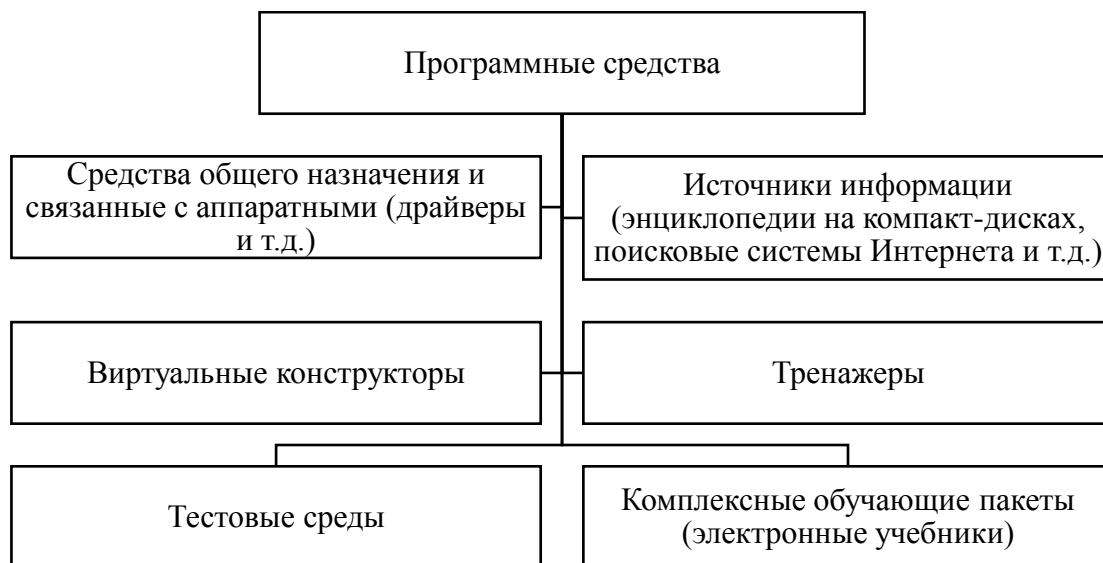 Программные средства
Средства общего назначения и
связанные с аппаратными (драйверы
и т.д.)
Источники информации
(энциклопедии на компакт-дисках,
поисковые системы Интернета и т.д.)
Виртуальные конструкторы
Тренажеры
Тестовые среды
Комплексные обучающие пакеты
(электронные учебники)